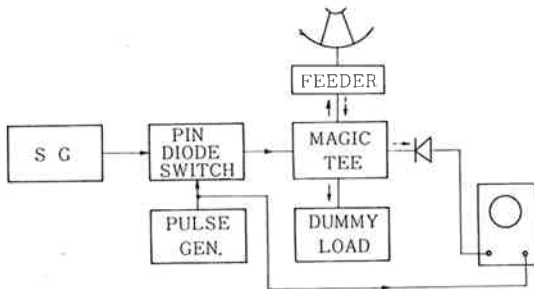 FEEDER
S G
PIN
DIODE
SWITCH
MAGIC
TEE
PULSE
GEN.
DUMMY
LOAD